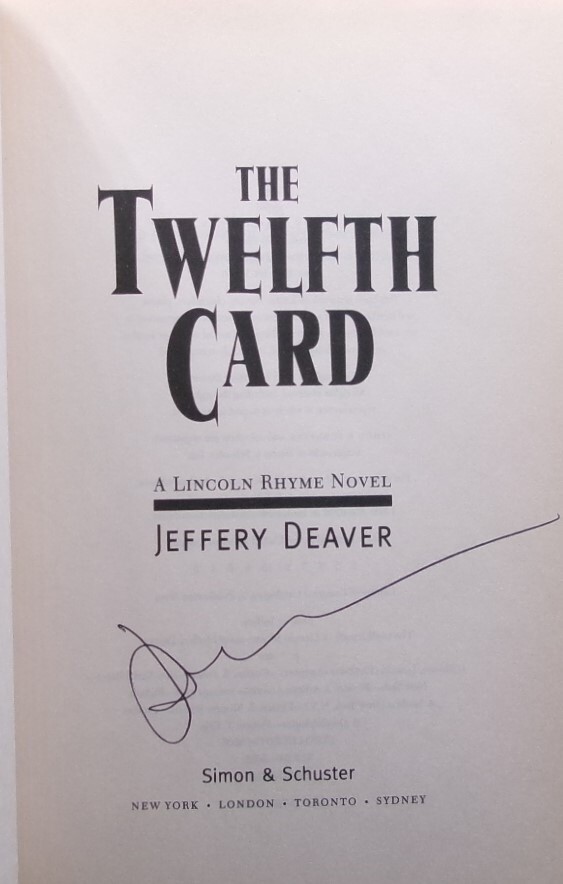 THE
TWELFTH
CARD
A LINCOLN RHYME NOVEL
JEFFERY DEAVER
Simon & Schuster
NEW YORK • LONDON • TORONTO • SYDNEY